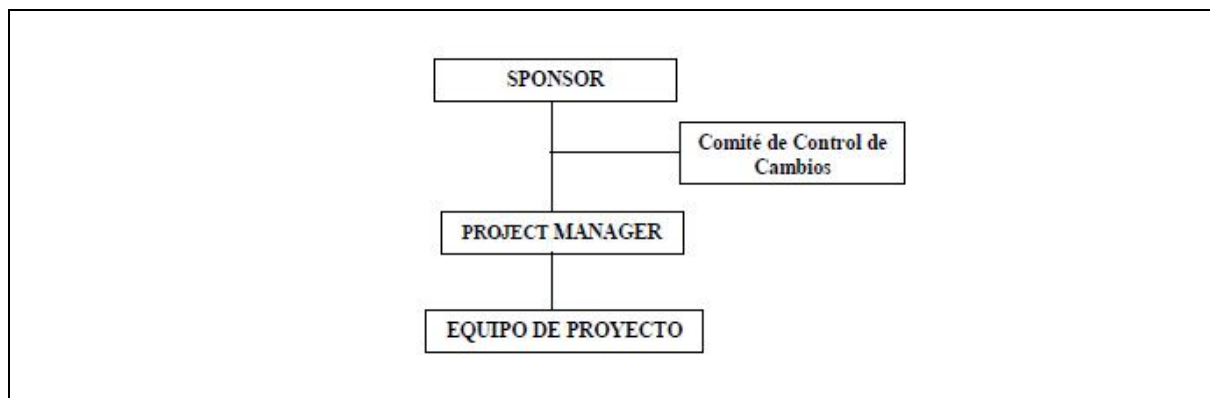 SPONSOR
Comité de Control de
Cambios
PROJECT MANAGER
EQUIPO DE PROYECTO